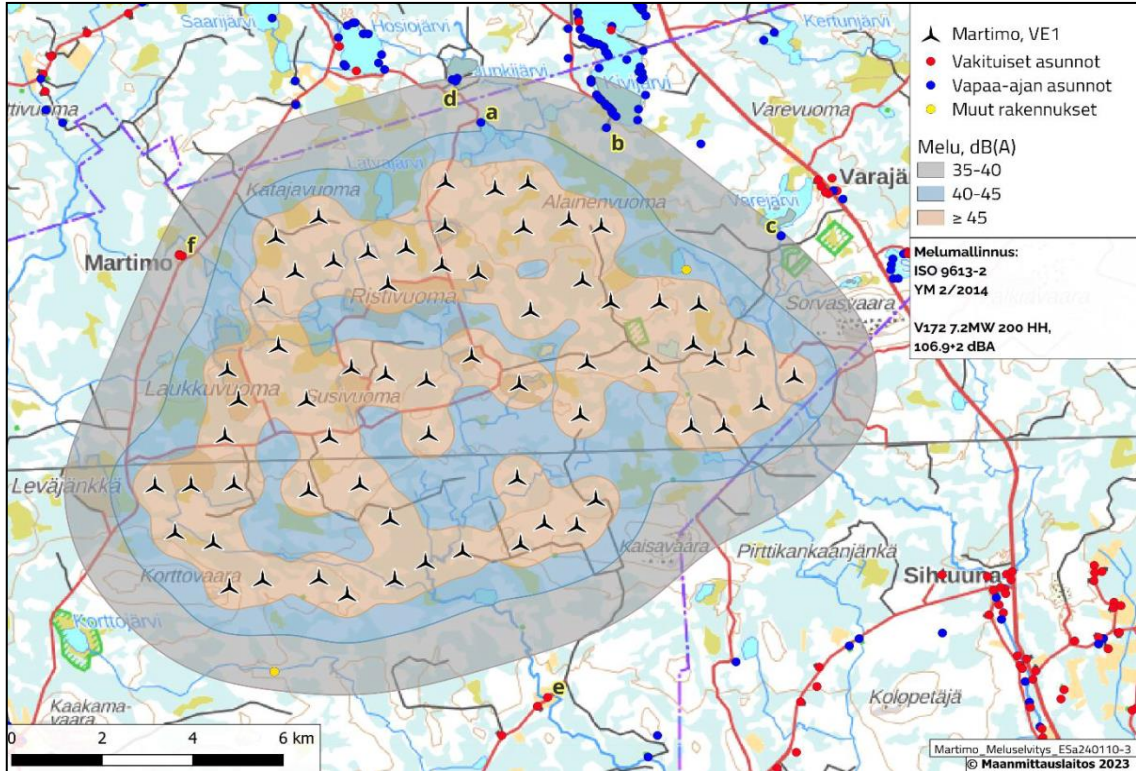 Saarijärvi
Hosiojärvi
Kertunjärvi
Kivijärvi
Varevuoma
d
a
b
Latvajärvi
Katajavuoma
Alainenvuoma
Varajä
Varejärvi
c
f
Martimo
Ristivuoma
Sorvasvaara
Laukkuvuoma
Susivuoma
Leväjänkkä
Kaisavaara
Pirttikankaanjänkä
Sihtuuna
Korttovaara
Korttojärvi
Kaakama-
vaara
e
Kolopetäjä
0 2 4 6 km
Martimo, VE1
Vakituiset asunnot
Vapaa-ajan asunnot
Muut rakennukset
Melu, dB(A)
35-40
40-45
≥ 45
Melumallinnus:
ISO 9613-2
YM 2/2014
V172 7.2MW 200 HH,
106.9+2 dBA
Martimo_Meluselvitys_ESa240110-3
© Maanmittauslaitos 2023